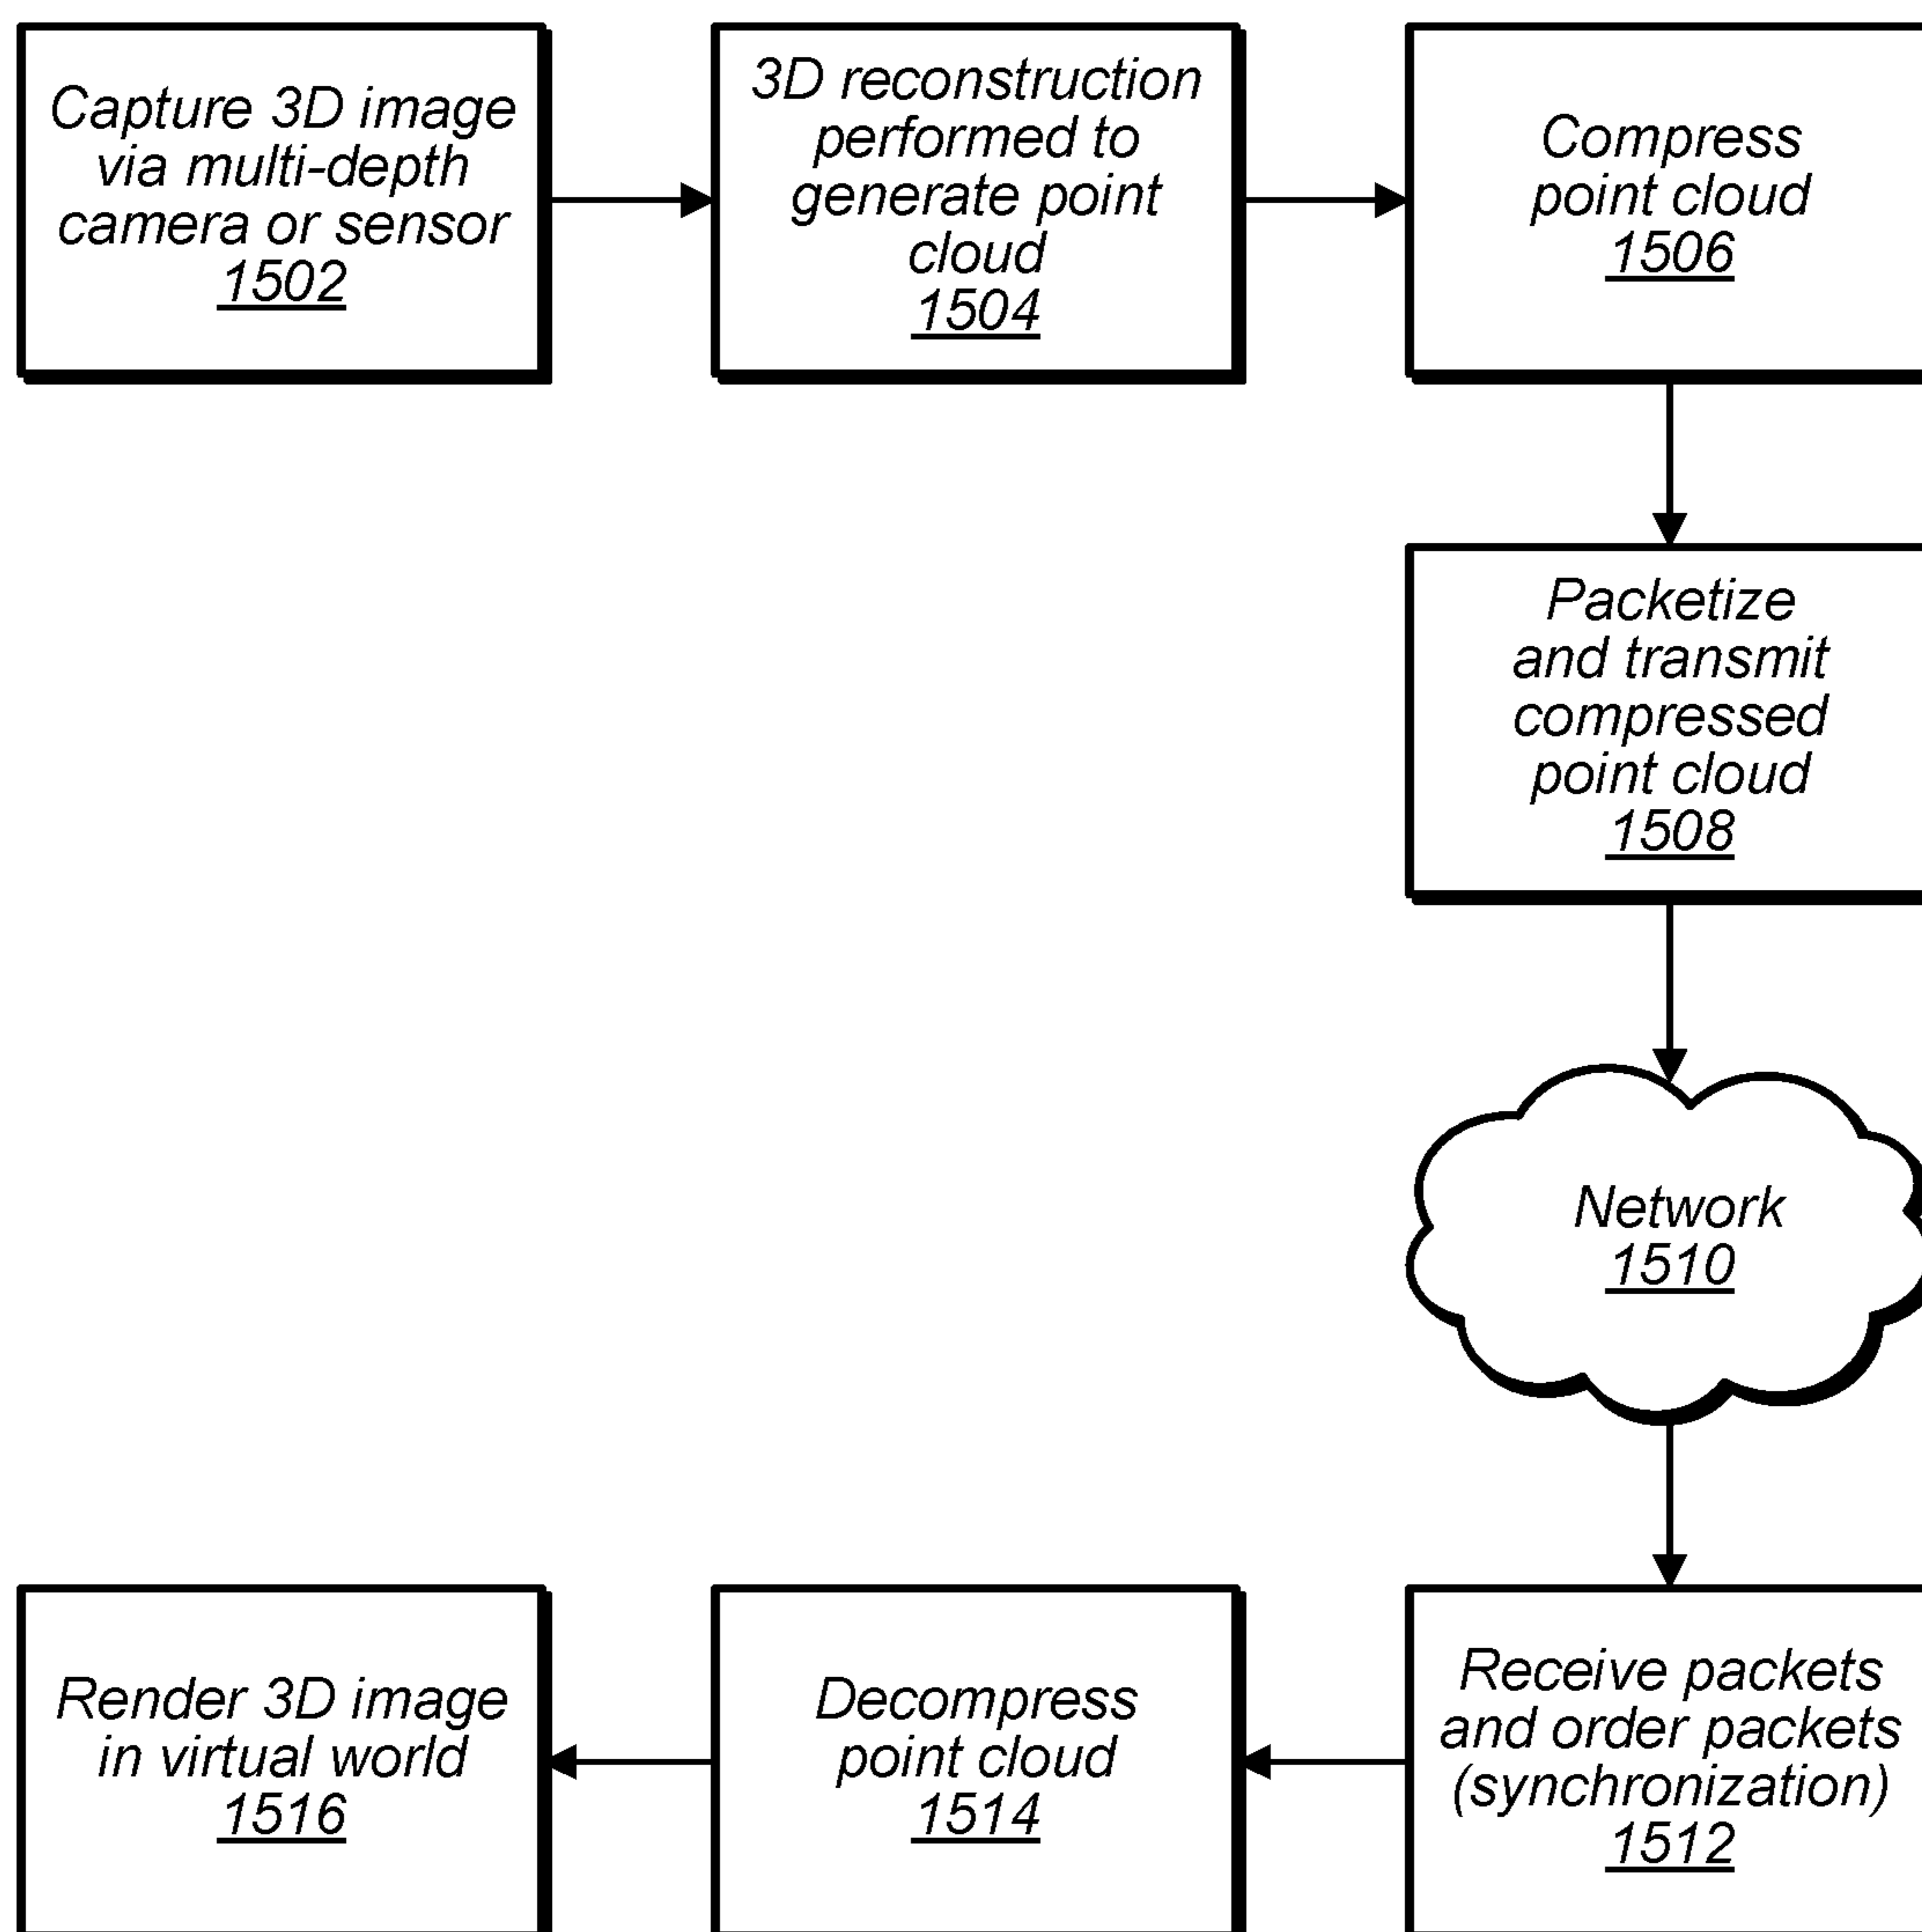 Capture 3D image
via multi-depth
camera or sensor
1502
3D reconstruction
performed to
generate point
cloud
1504
Compress
point cloud
1506
Packetize
and transmit
compressed
point cloud
1508
Network
1510
Receive packets
and order packets
(synchronization)
1512
Decompress
point cloud
1514
Render 3D image
in virtual world
1516